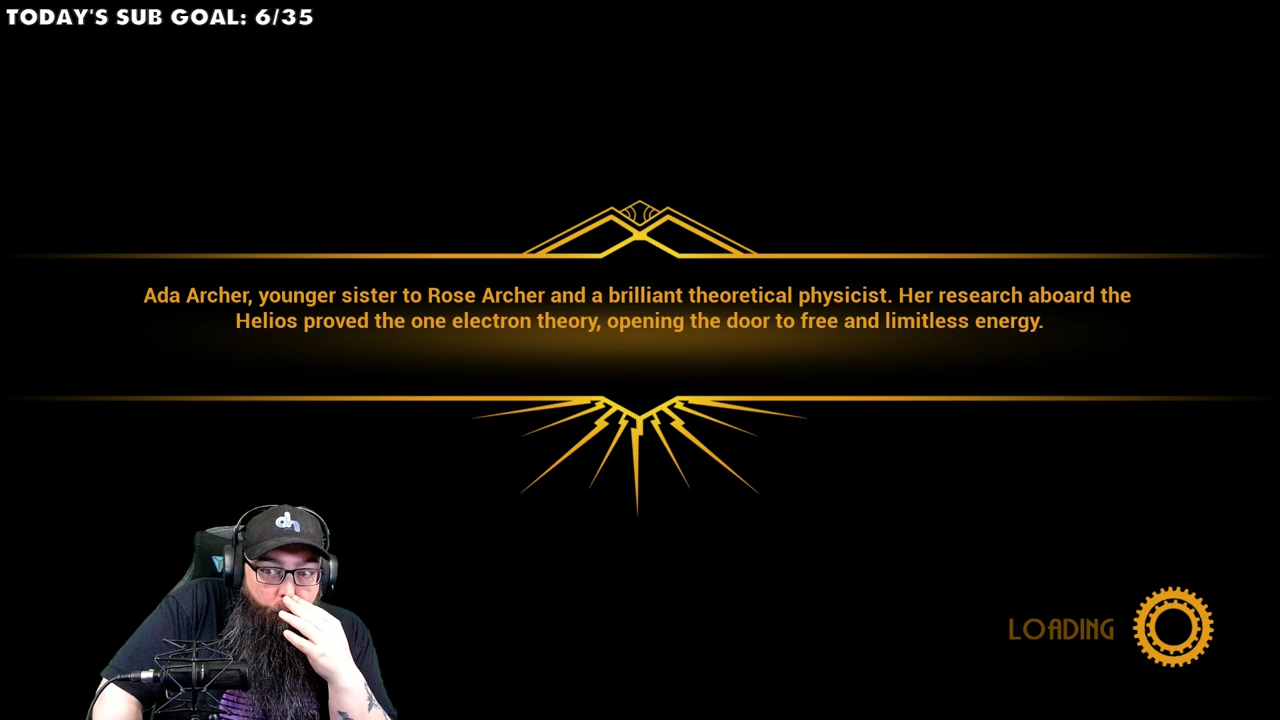 TODAY'S SUB GOAL: 6/35
Ada Archer, younger sister to Rose Archer and a brilliant theoretical physicist. Her research aboard the
Helios proved the one electron theory, opening the door to free and limitless energy.
dh
LOADING